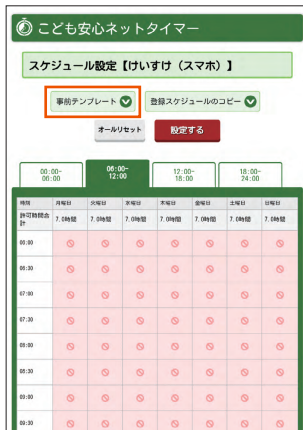 こども安心ネットタイマー
スケジュール設定【けいすけ（スマホ）】
事前テンプレート 登録スケジュールのコピー
オールリセット 設定する
00:00-06:00 06:00-12:00 12:00-18:00 18:00-24:00
時刻 月曜日 火曜日 水曜日 木曜日 金曜日 土曜日 日曜日
許可時間合計 7.0時間 7.0時間 7.0時間 7.0時間 7.0時間 7.0時間 7.0時間
06:00
06:30
07:00
07:30
08:00
08:30
09:00
09:30